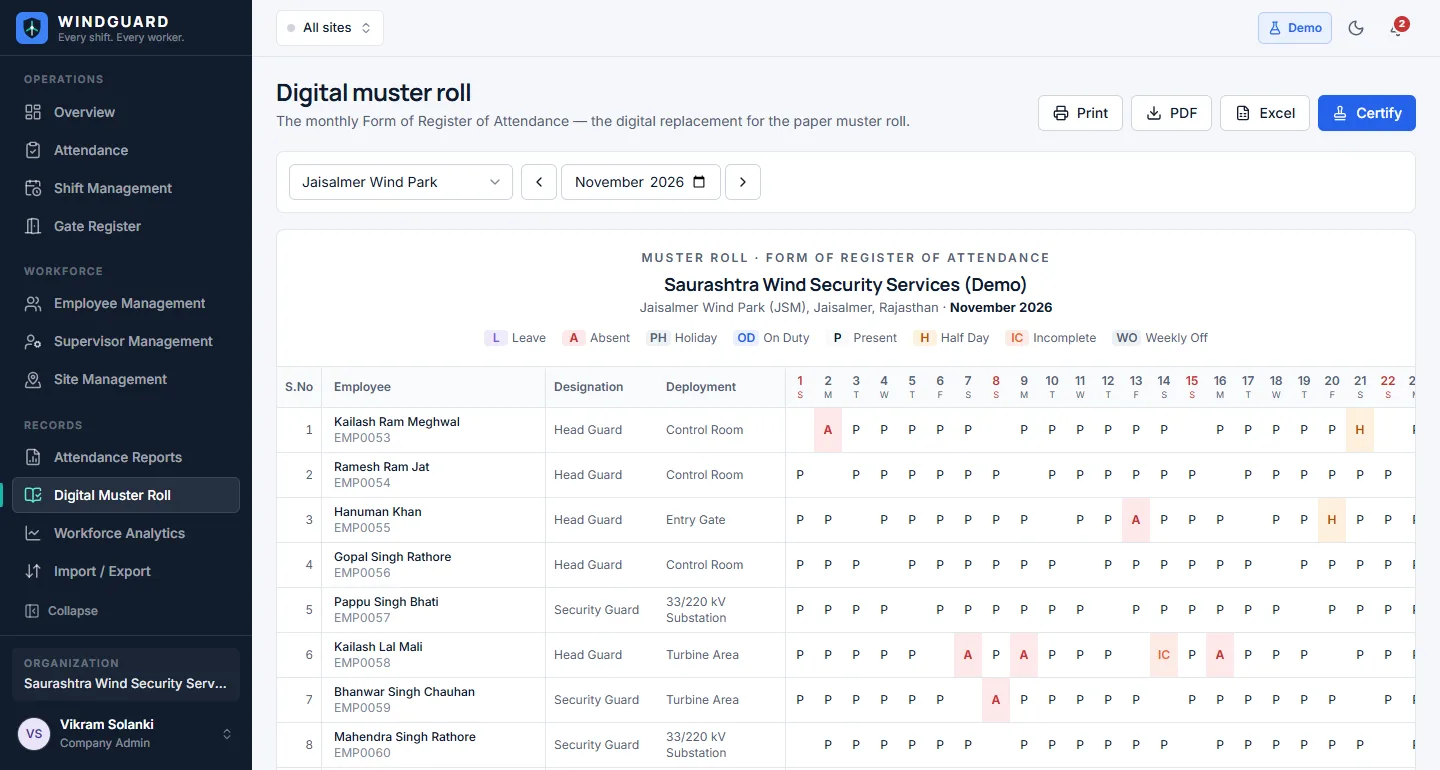 WINDGUARD
Every shift. Every worker.
All sites
Demo
2
OPERATIONS
Overview
Attendance
Shift Management
Gate Register
WORKFORCE
Employee Management
Supervisor Management
Site Management
RECORDS
Attendance Reports
Digital Muster Roll
Workforce Analytics
Import / Export
Collapse
ORGANIZATION
Saurashtra Wind Security Serv...
VS
Vikram Solanki
Company Admin
Digital muster roll
The monthly Form of Register of Attendance — the digital replacement for the paper muster roll.
Print
PDF
Excel
Certify
Jaisalmer Wind Park
November 2026
MUSTER ROLL · FORM OF REGISTER OF ATTENDANCE
Saurashtra Wind Security Services (Demo)
Jaisalmer Wind Park (JSM), Jaisalmer, Rajasthan · November 2026
L Leave A Absent PH Holiday OD On Duty P Present H Half Day IC Incomplete WO Weekly Off
S.No Employee Designation Deployment 1 2 3 4 5 6 7 8 9 10 11 12 13 14 15 16 17 18 19 20 21 22
S M T W T F S S M T W T F S S M T W T F S S
1 Kailash Ram Meghwal Head Guard Control Room A P P P P P P P P P P P P P P P P H
EMP0053
2 Ramesh Ram Jat Head Guard Control Room P P P P P P P P P P P P P P P P P P P
EMP0054
3 Hanuman Khan Head Guard Entry Gate P P P P P P P P P P A P P P P P H P P
EMP0055
4 Gopal Singh Rathore Head Guard Control Room P P P P P P P P P P P P P P P P P P P
EMP0056
5 Pappu Singh Bhati Security Guard 33/220 kV Substation P P P P P P P P P P P P P P P P P P P
EMP0057
6 Kailash Lal Mali Head Guard Turbine Area P P P P P A P A P P P IC P A P P P P P
EMP0058
7 Bhanwar Singh Chauhan Security Guard Turbine Area P P P P P P A P P P P P P P P P P P P
EMP0059
8 Mahendra Singh Rathore Security Guard 33/220 kV Substation P P P P P P P P P P P P P P P P P P
EMP0060